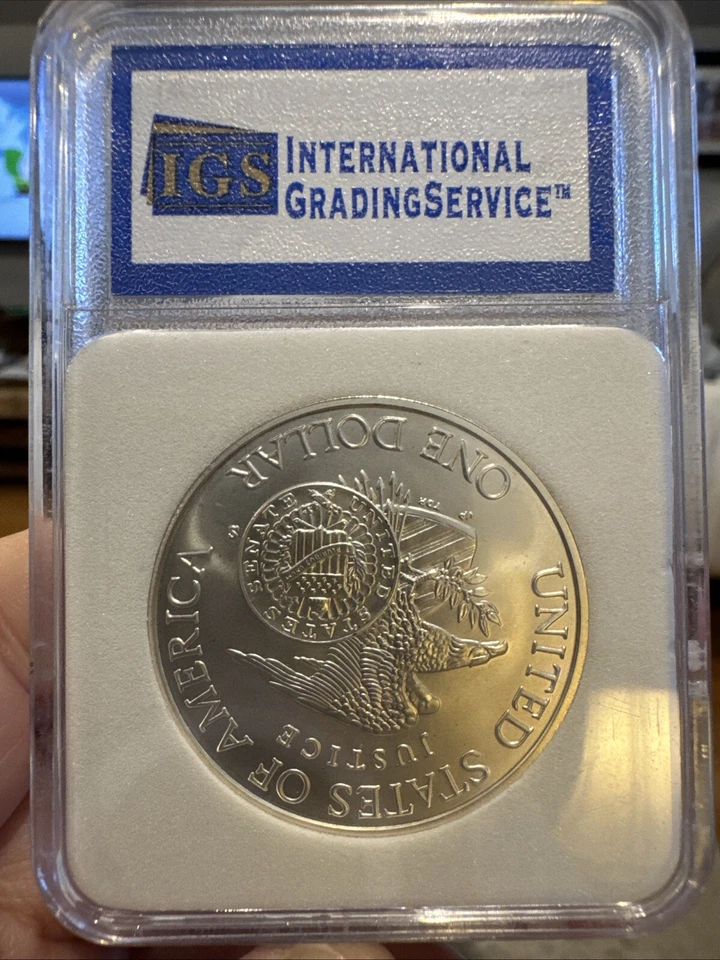 IGS
INTERNATIONAL
GRADINGSERVICE™
UNITED STATES OF AMERICA
JUSTICE
UNITED STATES SENATE
S
ONE DOLLAR